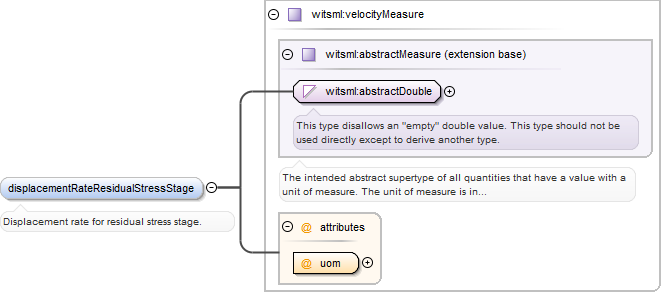 witsml:velocityMeasure
witsml:abstractMeasure (extension base)
witsml:abstractDouble
This type disallows an "empty" double value. This type should not be
used directly except to derive another type.
The intended abstract supertype of all quantities that have a value with a
unit of measure. The unit of measure is in...
displacementRateResidualStressStage
Displacement rate for residual stress stage.
@ attributes
@ uom